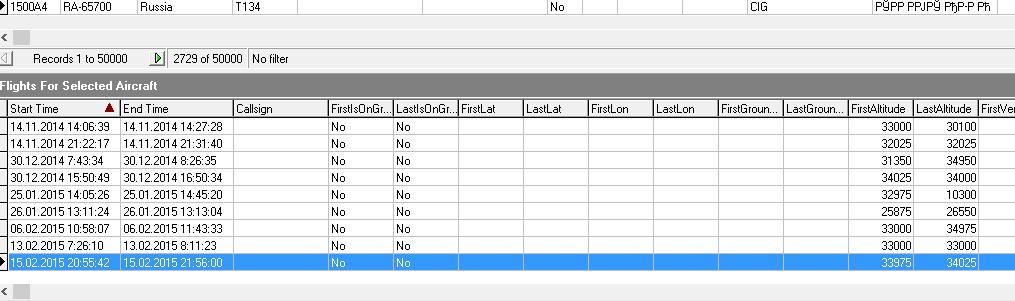 1500A4 RA-65700 Russia T134 No CIG
Records 1 to 50000 2729 of 50000 No filter
Flights For Selected Aircraft
Start Time End Time Callsign FirstIsOnGr... LastIsOnGr... FirstLat LastLat FirstLon LastLon FirstGroun... LastGroun... FirstAltitude LastAltitude FirstVer
14.11.2014 14:06:39 14.11.2014 14:27:28 No No 33000 30100
14.11.2014 21:22:17 14.11.2014 21:31:40 No No 32025 32025
30.12.2014 7:43:34 30.12.2014 8:26:35 No No 31350 34950
30.12.2014 15:50:49 30.12.2014 16:50:34 No No 34025 34000
25.01.2015 14:05:26 25.01.2015 14:45:20 No No 32975 10300
26.01.2015 13:11:24 26.01.2015 13:13:04 No No 25875 26550
06.02.2015 10:58:07 06.02.2015 11:43:33 No No 33000 34975
13.02.2015 7:26:10 13.02.2015 8:11:23 No No 33000 33000
15.02.2015 20:55:42 15.02.2015 21:56:00 No No 33975 34025